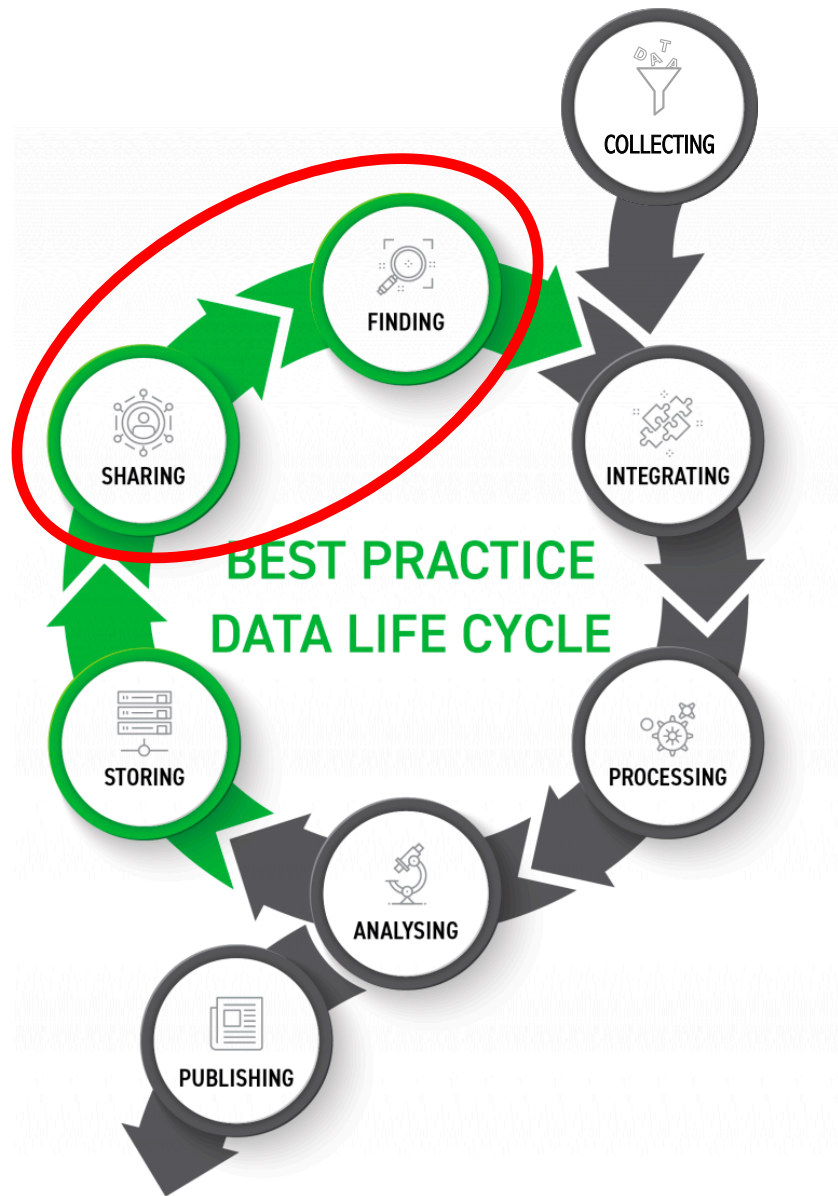 DATA
COLLECTING
FINDING
SHARING
INTEGRATING
BEST PRACTICE
DATA LIFE CYCLE
STORING
PROCESSING
ANALYSING
PUBLISHING